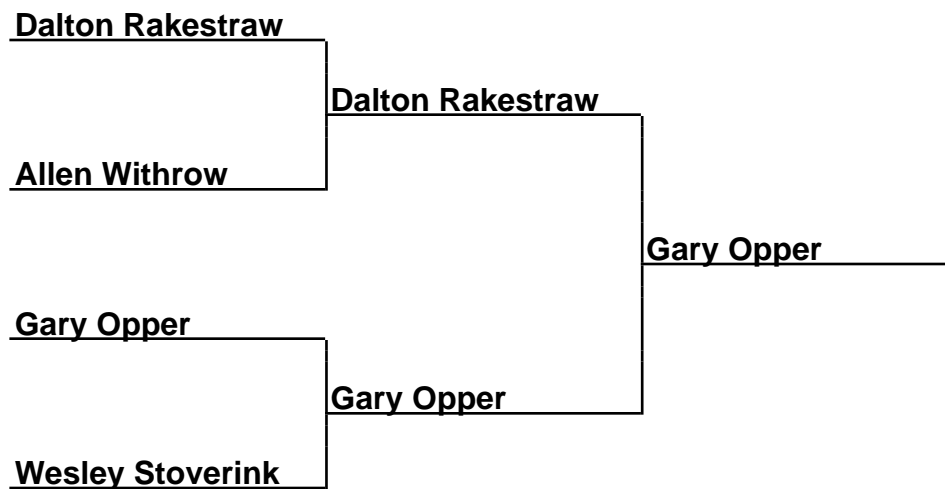 Dalton Rakestraw
Dalton Rakestraw
Allen Withrow
Gary Opper
Gary Opper
Gary Opper
Wesley Stoverink